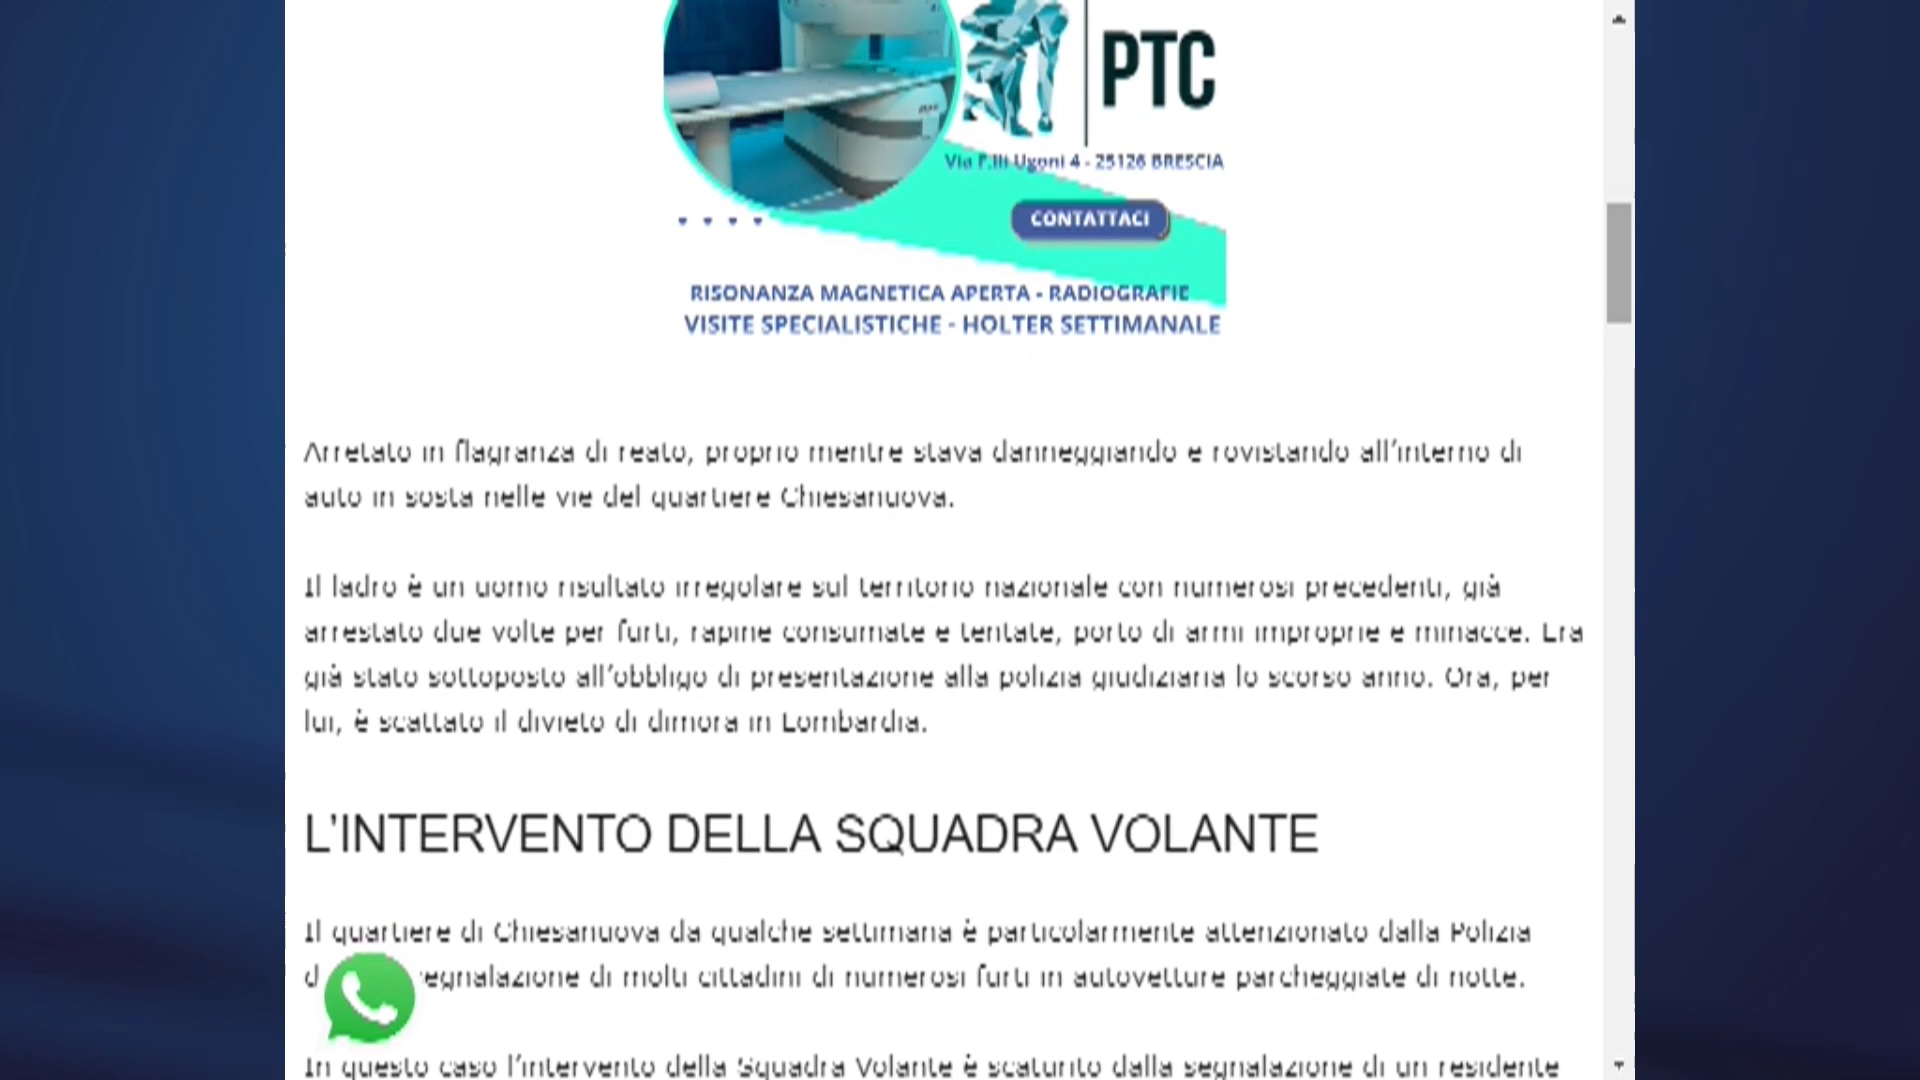 PTC
Via F.lli Ugoni 4 - 25126 BRESCIA
CONTATTACI
RISONANZA MAGNETICA APERTA - RADIOGRAFIE
VISITE SPECIALISTICHE - HOLTER SETTIMANALE
Arretato in flagranza di reato, proprio mentre stava danneggiando e rovistando all’interno di
auto in sosta nelle vie del quartiere Chiesanuova.
Il ladro è un uomo risultato irregolare sul territorio nazionale con numerosi precedenti, già
arrestato due volte per furti, rapine consumate e tentate, porto di armi improprie e minacce. Era
già stato sottoposto all’obbligo di presentazione alla polizia giudiziaria lo scorso anno. Ora, per
lui, è scattato il divieto di dimora in Lombardia.
L’INTERVENTO DELLA SQUADRA VOLANTE
Il quartiere di Chiesanuova da qualche settimana è particolarmente attenzionato dalla Polizia
egnalazione di molti cittadini di numerosi furti in autovetture parcheggiate di notte.
In questo caso l’intervento della Squadra Volante è scaturito dalla segnalazione di un residente